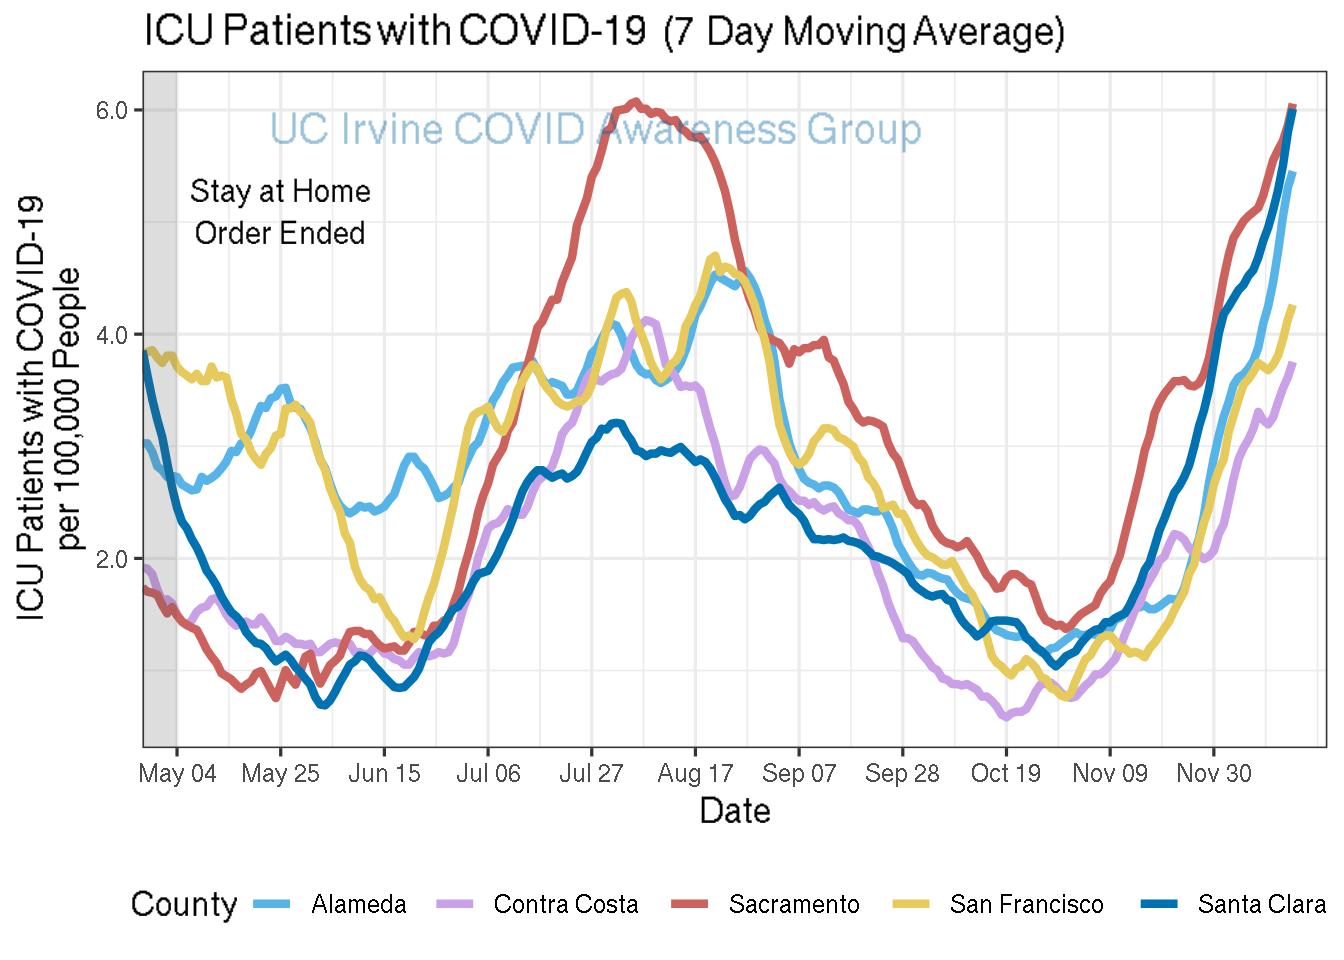 ICU Patients with COVID-19 (7 Day Moving Average)
UC Irvine COVID Awareness Group
Stay at Home
Order Ended
ICU Patients with COVID-19
per 100,000 People
6.0
4.0
2.0
May 04 May 25 Jun 15 Jul 06 Jul 27 Aug 17 Sep 07 Sep 28 Oct 19 Nov 09 Nov 30
Date
County Alameda Contra Costa Sacramento San Francisco Santa Clara